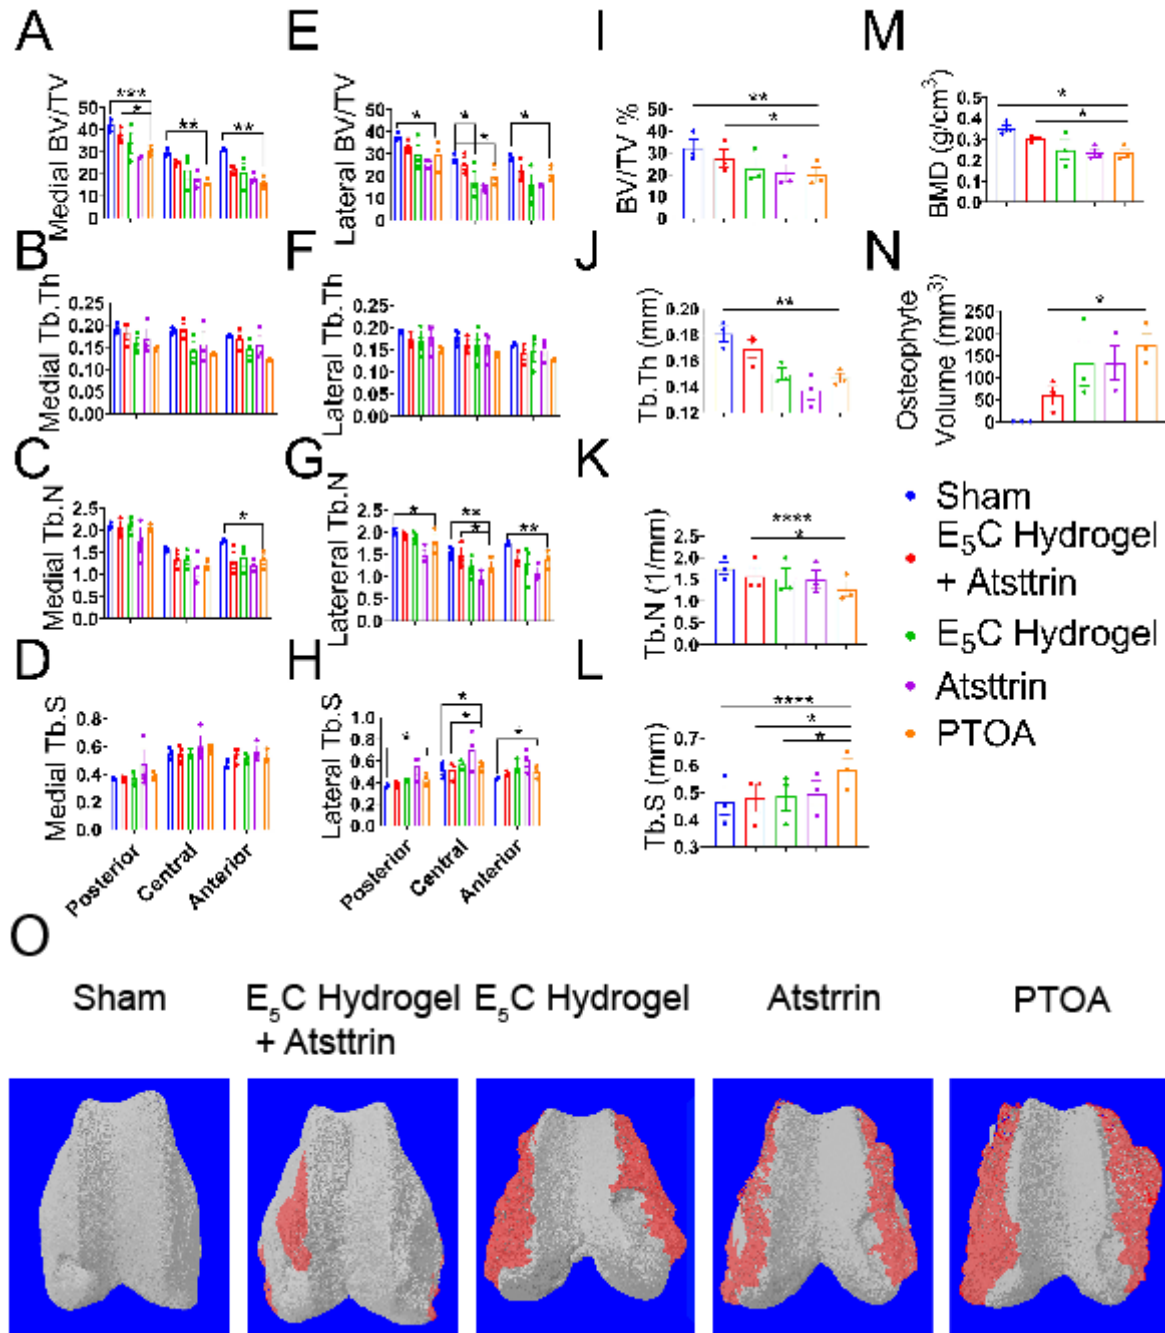 A
Medial BV/TV
50
40
30
20
10
0
***
*
**
**
E
Lateral BV/TV
50
40
30
20
10
0
*
*
*
*
I
BV/TV %
50
40
30
20
10
0
**
*
M
BMD (g/cm³)
0.5
0.4
0.3
0.2
0.1
0.0
*
*
B
Medial Tb.Th
0.20
0.15
0.10
0.05
0.00
F
Lateral Tb.Th
0.25
0.20
0.15
0.10
0.05
0.00
J
Tb.Th (mm)
0.20
0.18
0.16
0.14
0.12
**
N
Osteophyte
Volume (mm³)
300
250
200
150
100
50
0
*
C
Medial Tb.N
2.5
2.0
1.5
1.0
0.5
0.0
*
G
Latereral Tb.N
2.5
2.0
1.5
1.0
0.5
0.0
*
**
*
**
K
Tb.N (1/mm)
2.5
2.0
1.5
1.0
0.5
0.0
****
*
Sham
E₅C Hydrogel
+ Atsttrin
E₅C Hydrogel
Atsttrin
PTOA
D
Medial Tb.S
0.8
0.6
0.4
0.2
0.0
Posterior
Central
Anterior
H
Lateral Tb.S
1.0
0.8
0.6
0.4
0.2
0.0
*
*
*
*
Posterior
Central
Anterior
L
Tb.S (mm)
0.7
0.6
0.5
0.4
0.3
****
*
*
O
Sham
E₅C Hydrogel
+ Atsttrin
E₅C Hydrogel
Atstrrin
PTOA